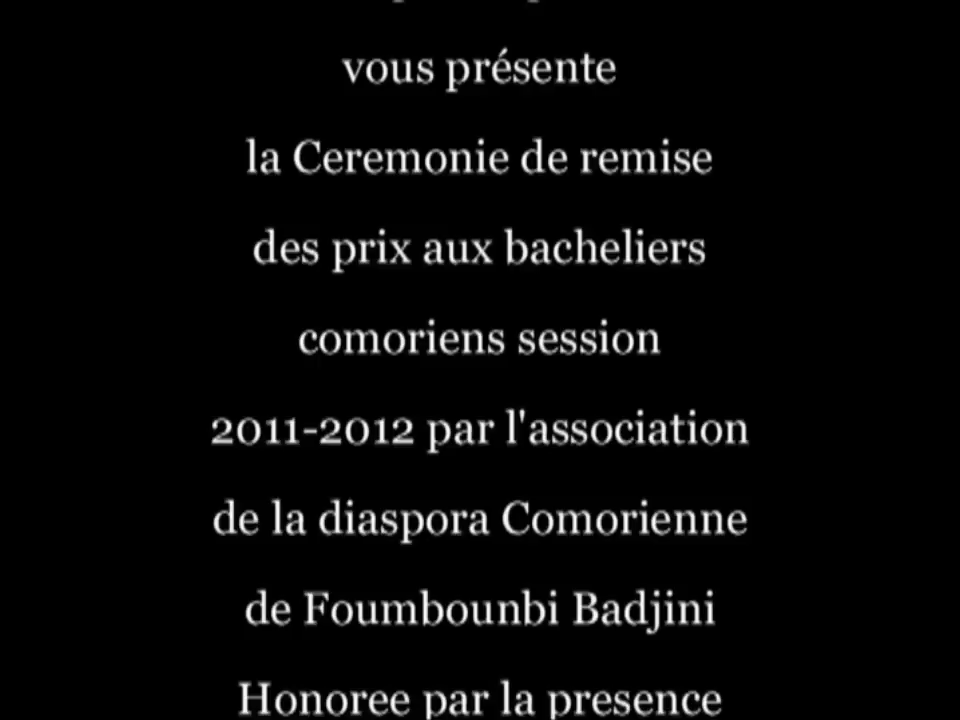 vous présente
la Ceremonie de remise
des prix aux bacheliers
comoriens session
2011-2012 par l'association
de la diaspora Comorienne
de Foumbounbi Badjini
Honoree par la presence